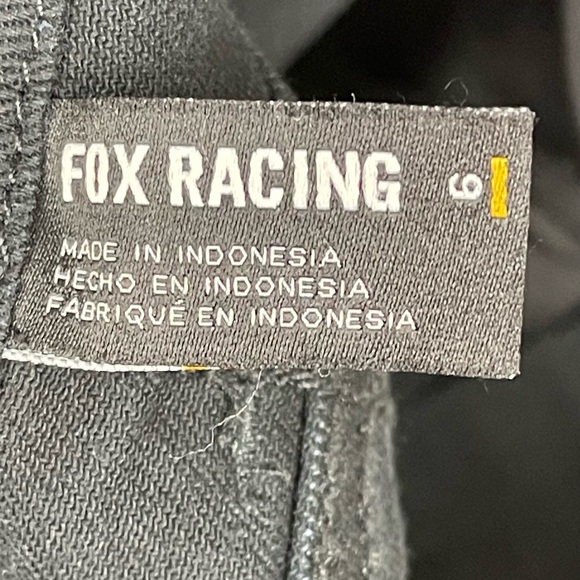 FOX RACING
6
MADE IN INDONESIA
HECHO EN INDONESIA
FABRIQUÉ EN INDONESIA